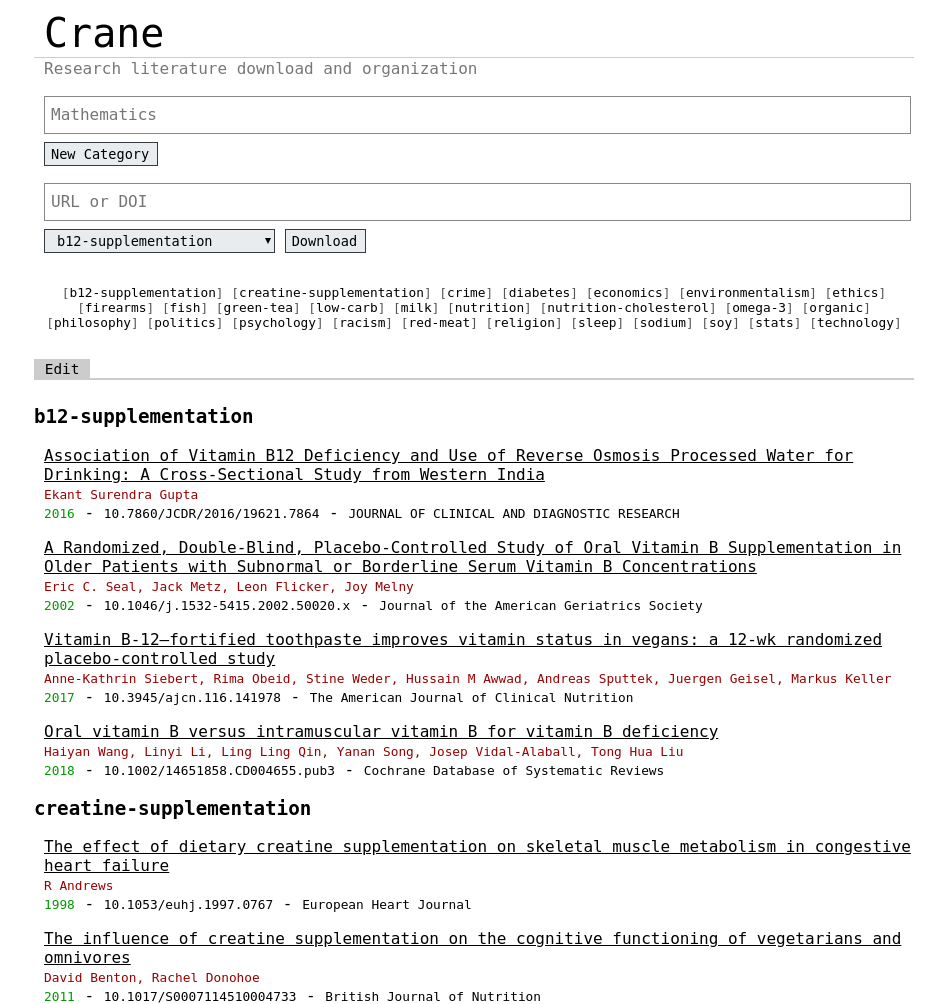 Crane
Research literature download and organization
Mathematics
New Category
URL or DOI
b12-supplementation ▾ Download
[b12-supplementation] [creatine-supplementation] [crime] [diabetes] [economics] [environmentalism] [ethics]
[firearms] [fish] [green-tea] [low-carb] [milk] [nutrition] [nutrition-cholesterol] [omega-3] [organic]
[philosophy] [politics] [psychology] [racism] [red-meat] [religion] [sleep] [sodium] [soy] [stats] [technology]
Edit
b12-supplementation
Association of Vitamin B12 Deficiency and Use of Reverse Osmosis Processed Water for
Drinking: A Cross-Sectional Study from Western India
Ekant Surendra Gupta
2016 - 10.7860/JCDR/2016/19621.7864 - JOURNAL OF CLINICAL AND DIAGNOSTIC RESEARCH
A Randomized, Double-Blind, Placebo-Controlled Study of Oral Vitamin B Supplementation in
Older Patients with Subnormal or Borderline Serum Vitamin B Concentrations
Eric C. Seal, Jack Metz, Leon Flicker, Joy Melny
2002 - 10.1046/j.1532-5415.2002.50020.x - Journal of the American Geriatrics Society
Vitamin B-12–fortified toothpaste improves vitamin status in vegans: a 12-wk randomized
placebo-controlled study
Anne-Kathrin Siebert, Rima Obeid, Stine Weder, Hussain M Awwad, Andreas Sputtek, Juergen Geisel, Markus Keller
2017 - 10.3945/ajcn.116.141978 - The American Journal of Clinical Nutrition
Oral vitamin B versus intramuscular vitamin B for vitamin B deficiency
Haiyan Wang, Linyi Li, Ling Ling Qin, Yanan Song, Josep Vidal-Alaball, Tong Hua Liu
2018 - 10.1002/14651858.CD004655.pub3 - Cochrane Database of Systematic Reviews
creatine-supplementation
The effect of dietary creatine supplementation on skeletal muscle metabolism in congestive
heart failure
R Andrews
1998 - 10.1053/euhj.1997.0767 - European Heart Journal
The influence of creatine supplementation on the cognitive functioning of vegetarians and
omnivores
David Benton, Rachel Donohoe
2011 - 10.1017/S0007114510004733 - British Journal of Nutrition